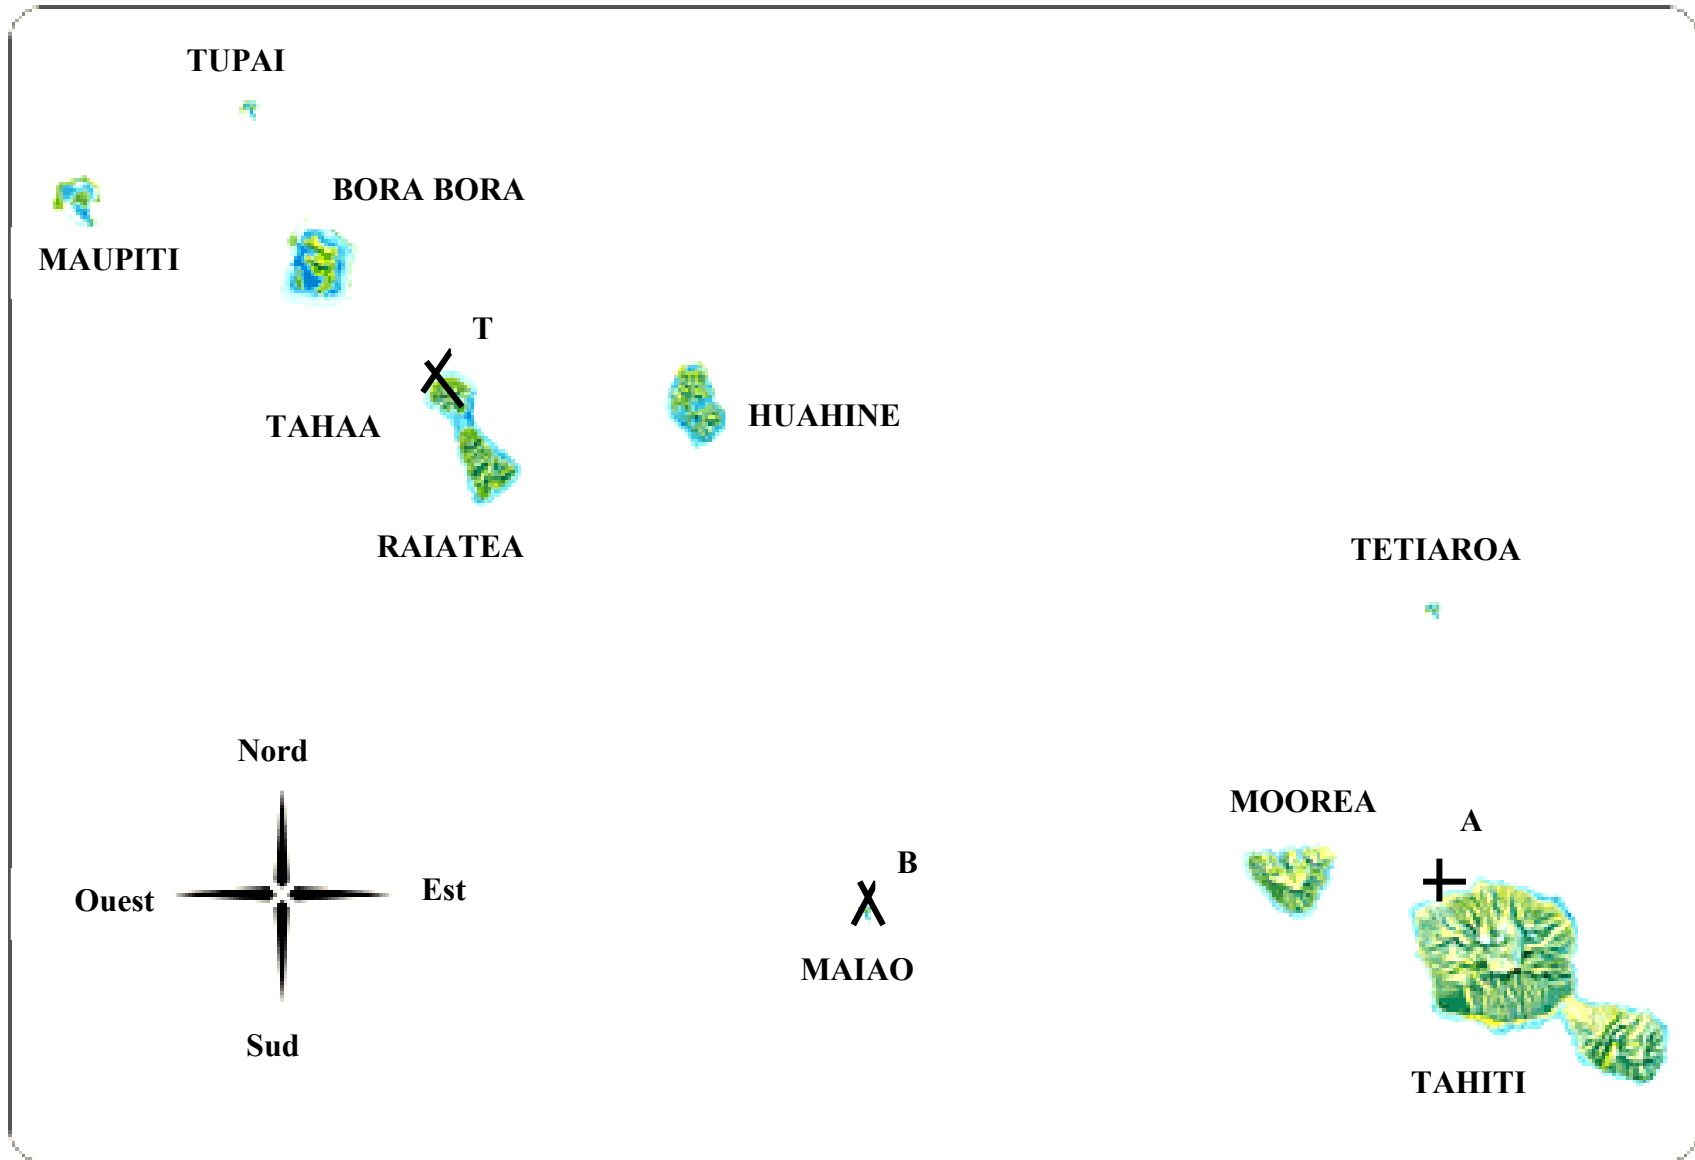 TUPAI
BORA BORA
MAUPITI
T
HUAHINE
TAHAA
RAIATEA
TETIAROA
Nord
MOOREA
A
B
Ouest
Est
MAIAO
Sud
TAHITI